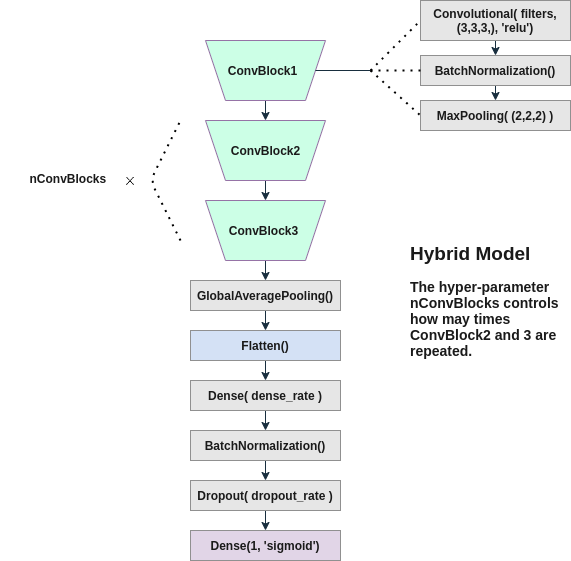 Convolutional( filters,
(3,3,3,), 'relu')
ConvBlock1
BatchNormalization()
MaxPooling( (2,2,2) )
ConvBlock2
nConvBlocks ×
ConvBlock3
Hybrid Model
The hyper-parameter
nConvBlocks controls
how may times
ConvBlock2 and 3 are
repeated.
GlobalAveragePooling()
Flatten()
Dense( dense_rate )
BatchNormalization()
Dropout( dropout_rate )
Dense(1, 'sigmoid')